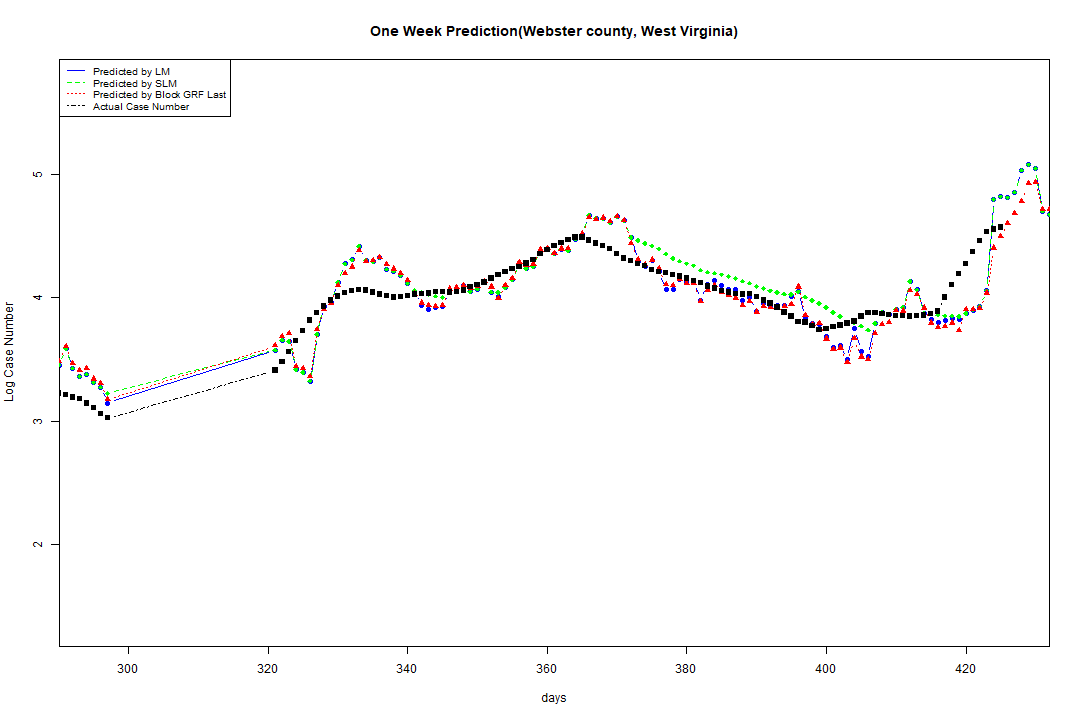 One Week Prediction(Webster county, West Virginia)
Predicted by LM
Predicted by SLM
Predicted by Block GRF Last
Actual Case Number
5
4
3
2
Log Case Number
300 320 340 360 380 400 420
days